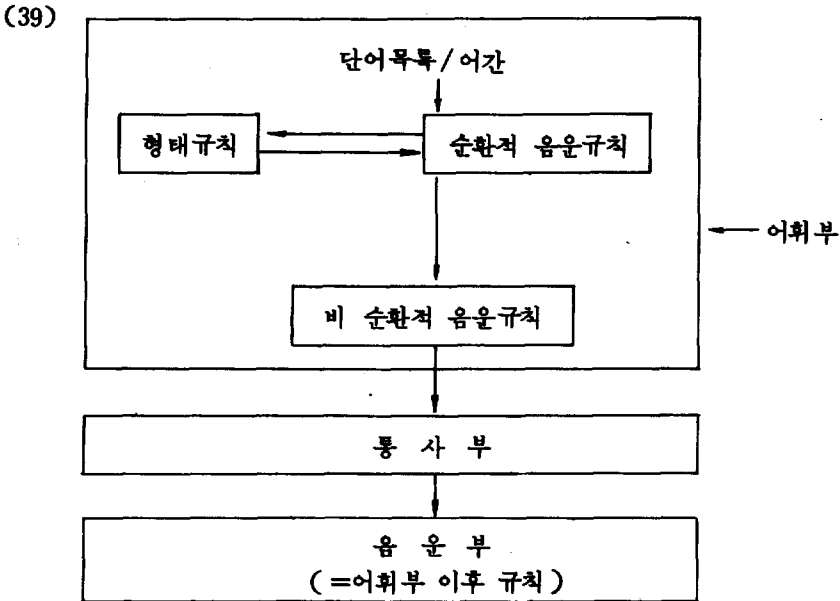 (39)
단어목록/어간
형태규칙
순환적 음운규칙
어휘부
비 순환적 음운규칙
통 사 부
음 운 부
(=어휘부 이후 규칙)